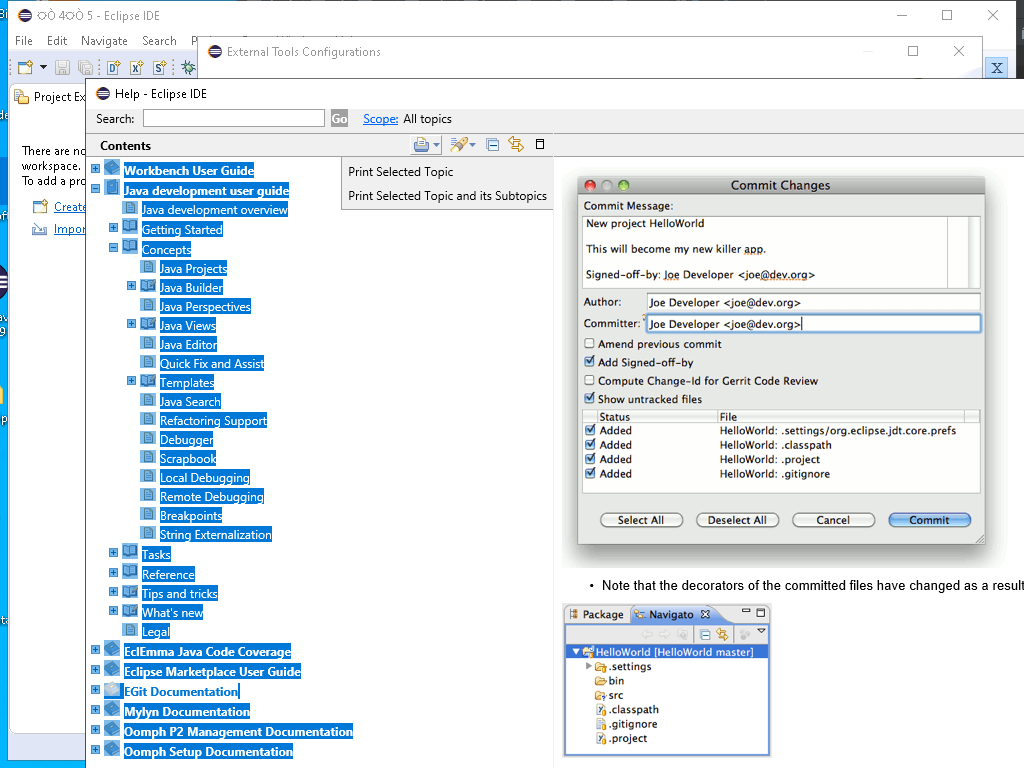 5 - Eclipse IDE
File Edit Navigate Search
External Tools Configurations
Help - Eclipse IDE
Project Ex
There are no
workspace.
To add a pro
Create
Impor
Search: Go Scope: All topics
Contents
Print Selected Topic
Print Selected Topic and its Subtopics
Workbench User Guide
Java development user guide
Java development overview
Getting Started
Concepts
Java Projects
Java Builder
Java Perspectives
Java Views
Java Editor
Quick Fix and Assist
Templates
Java Search
Refactoring Support
Debugger
Scrapbook
Local Debugging
Remote Debugging
Breakpoints
String Externalization
Tasks
Reference
Tips and tricks
What's new
Legal
EclEmma Java Code Coverage
Eclipse Marketplace User Guide
EGit Documentation
Mylyn Documentation
Oomph P2 Management Documentation
Oomph Setup Documentation
Commit Changes
Commit Message:
New project HelloWorld
This will become my new killer app.
Signed-off-by: Joe Developer <joe@dev.org>
Author: Joe Developer <joe@dev.org>
Committer: Joe Developer <joe@dev.org>
Amend previous commit
Add Signed-off-by
Compute Change-Id for Gerrit Code Review
Show untracked files
Status File
Added HelloWorld: .settings/org.eclipse.jdt.core.prefs
Added HelloWorld: .classpath
Added HelloWorld: .project
Added HelloWorld: .gitignore
Select All Deselect All Cancel Commit
• Note that the decorators of the committed files have changed as a result
Package Navigato
HelloWorld [HelloWorld master]
.settings
bin
src
.classpath
.gitignore
.project